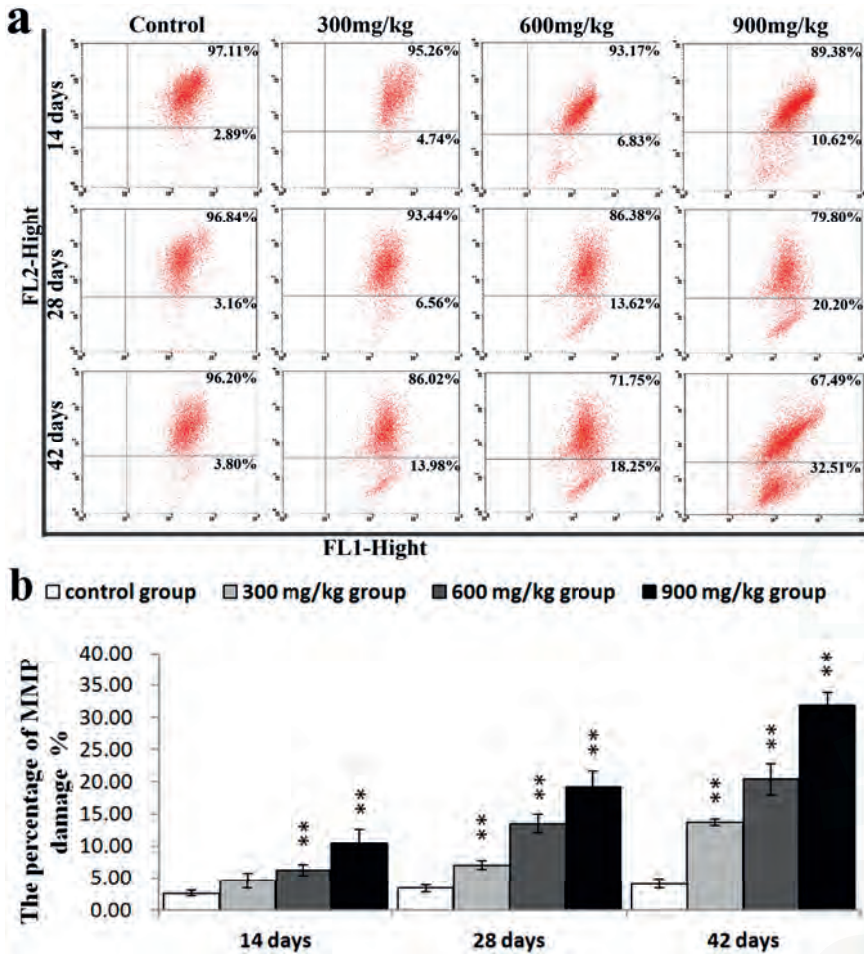 a
Control 300mg/kg 600mg/kg 900mg/kg
FL2-Hight
14 days
97.11% 95.26% 93.17% 89.38%
2.89% 4.74% 6.83% 10.62%
28 days
96.84% 93.44% 86.38% 79.80%
3.16% 6.56% 13.62% 20.20%
42 days
96.20% 86.02% 71.75% 67.49%
3.80% 13.98% 18.25% 32.51%
FL1-Hight
b
control group 300 mg/kg group 600 mg/kg group 900 mg/kg group
The percentage of MMP
damage %
40.00
35.00
30.00
25.00
20.00
15.00
10.00
5.00
0.00
** **
** ** **
** ** **
14 days 28 days 42 days